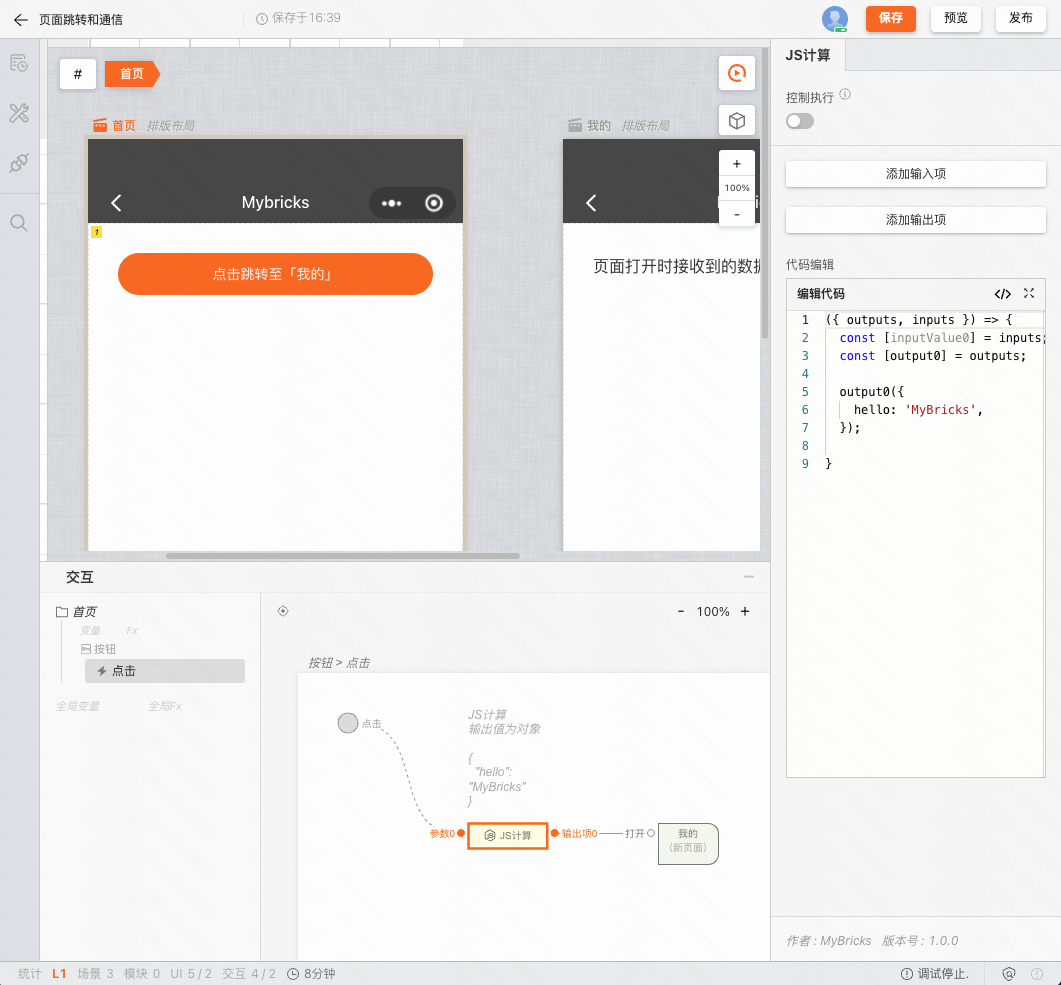 页面跳转和通信
保存于16:39
保存
预览
发布
#
首页
首页 排版布局
我的 排版布局
Mybricks
1
点击跳转至「我的」
页面打开时接收到的数据
+
100%
-
JS计算
控制执行
添加输入项
添加输出项
代码编辑
编辑代码
1 ({ outputs, inputs }) => {
2 const [inputValue0] = inputs;
3 const [output0] = outputs;
4
5 output0({
6 hello: 'MyBricks',
7 });
8
9 }
作者 : MyBricks 版本号 : 1.0.0
交互
首页
变量 Fx
按钮
点击
全局变量 全局Fx
- 100% +
按钮 > 点击
点击
JS计算
输出值为对象
{
"hello":
"MyBricks"
}
参数0
JS计算
输出项0
打开
我的
（新页面）
统计 L1 场景 3 模块 0 UI 5 / 2 交互 4 / 2 8分钟
调试停止.